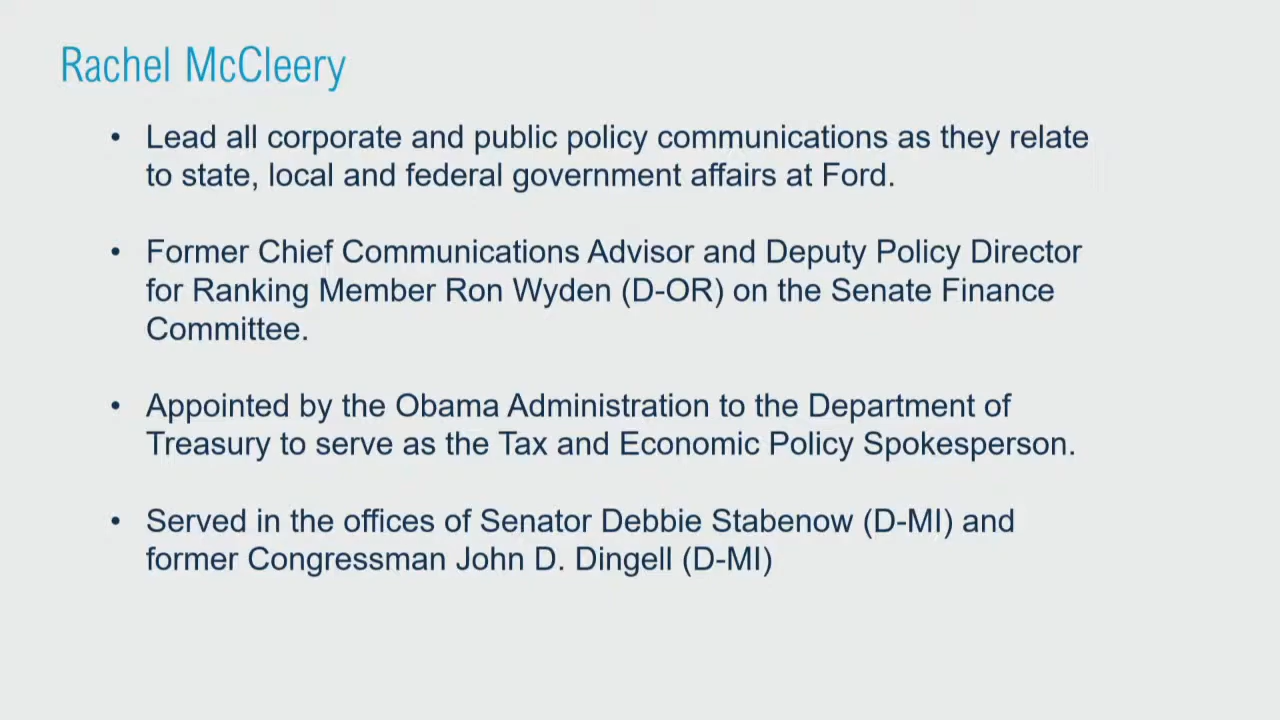 Rachel McCleery
• Lead all corporate and public policy communications as they relate
to state, local and federal government affairs at Ford.
• Former Chief Communications Advisor and Deputy Policy Director
for Ranking Member Ron Wyden (D-OR) on the Senate Finance
Committee.
• Appointed by the Obama Administration to the Department of
Treasury to serve as the Tax and Economic Policy Spokesperson.
• Served in the offices of Senator Debbie Stabenow (D-MI) and
former Congressman John D. Dingell (D-MI)